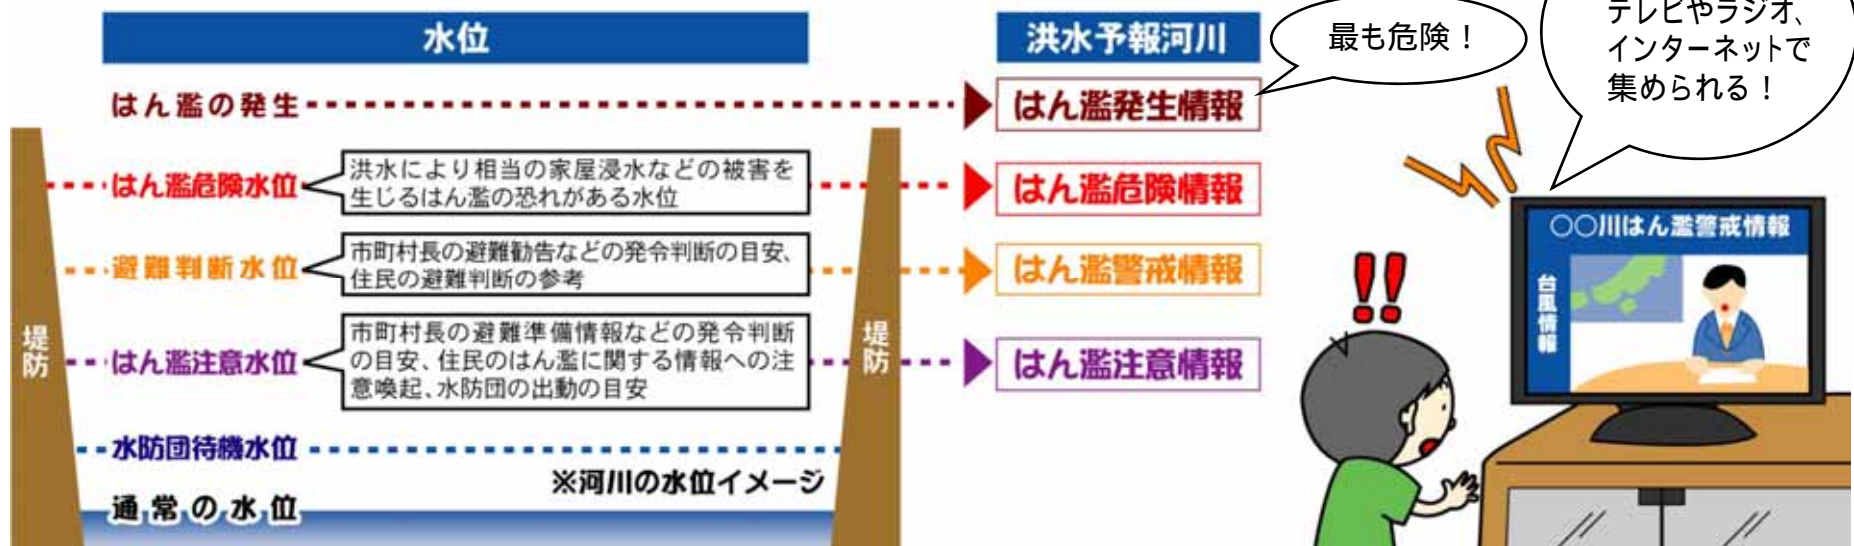 水位
洪水予報河川
最も危険！
テレビやラジオ、
インターネットで
集められる！
はん濫の発生
はん濫発生情報
はん濫危険水位
洪水により相当の家屋浸水などの被害を
生じるはん濫の恐れがある水位
はん濫危険情報
避難判断水位
市町村長の避難勧告などの発令判断の目安、
住民の避難判断の参考
はん濫警戒情報
はん濫注意水位
市町村長の避難準備情報などの発令判断
の目安、住民のはん濫に関する情報への注
意喚起、水防団の出動の目安
はん濫注意情報
堤防
堤防
水防団待機水位
※河川の水位イメージ
通常の水位
○○川はん濫警戒情報
台風情報